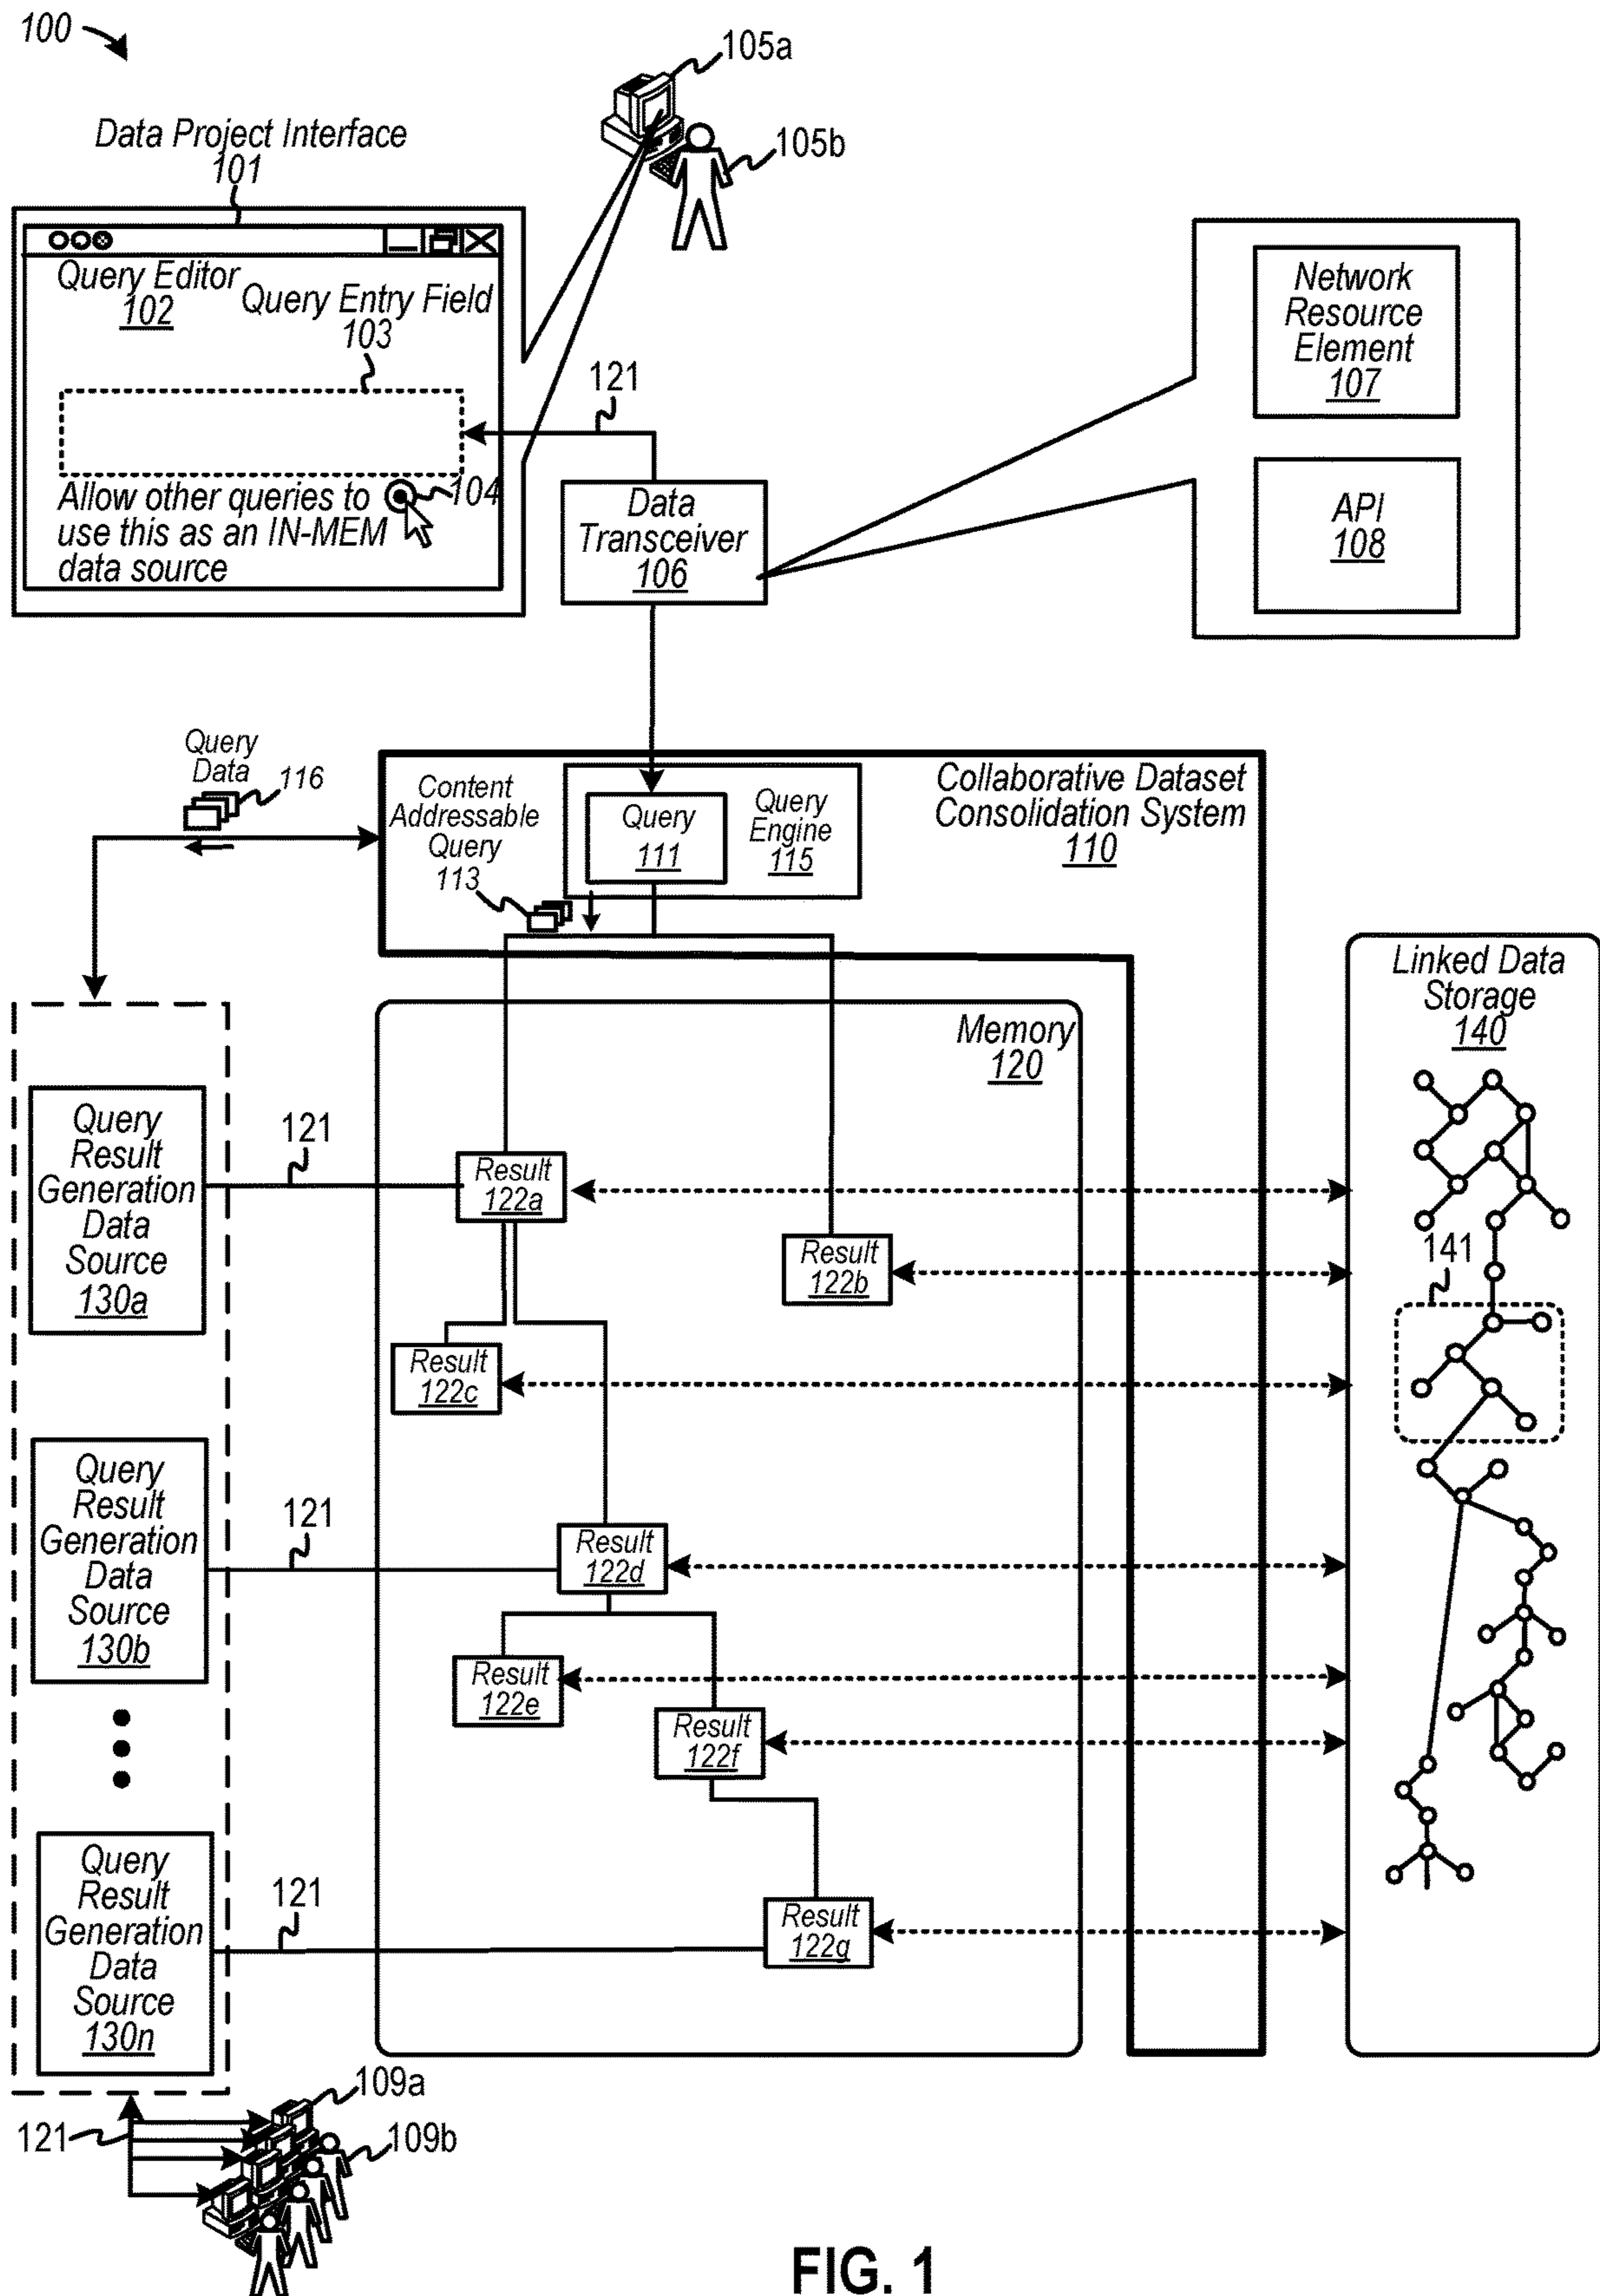 100
105a
Data Project Interface
101
105b
Query Editor
102
Query Entry Field
103
Network
Resource
Element
107
121
104
Allow other queries to
use this as an IN-MEM
data source
Data
Transceiver
106
API
108
Query
Data
116
Content
Addressable
Query
113
Query
111
Query
Engine
115
Collaborative Dataset
Consolidation System
110
Linked Data
Storage
140
Memory
120
Query
Result
Generation
Data
Source
130a
121
Result
122a
141
Result
122b
Result
122c
Query
Result
Generation
Data
Source
130b
121
Result
122d
Result
122e
Result
122f
Query
Result
Generation
Data
Source
130n
121
Result
122g
109a
121
109b
FIG. 1